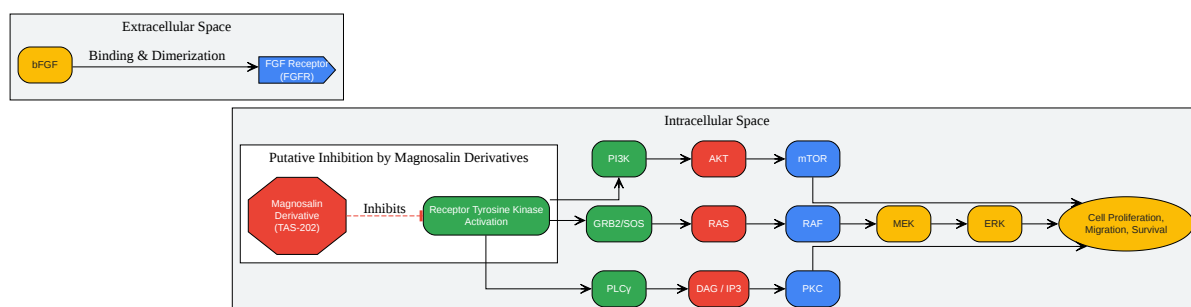 Extracellular Space
bFGF
Binding & Dimerization
FGF Receptor
(FGFR)
Intracellular Space
Putative Inhibition by Magnosalin Derivatives
Magnosalin
Derivative
(TAS-202)
Inhibits
Receptor Tyrosine Kinase
Activation
PI3K
AKT
mTOR
GRB2/SOS
RAS
RAF
MEK
ERK
Cell Proliferation,
Migration, Survival
PLCγ
DAG / IP3
PKC